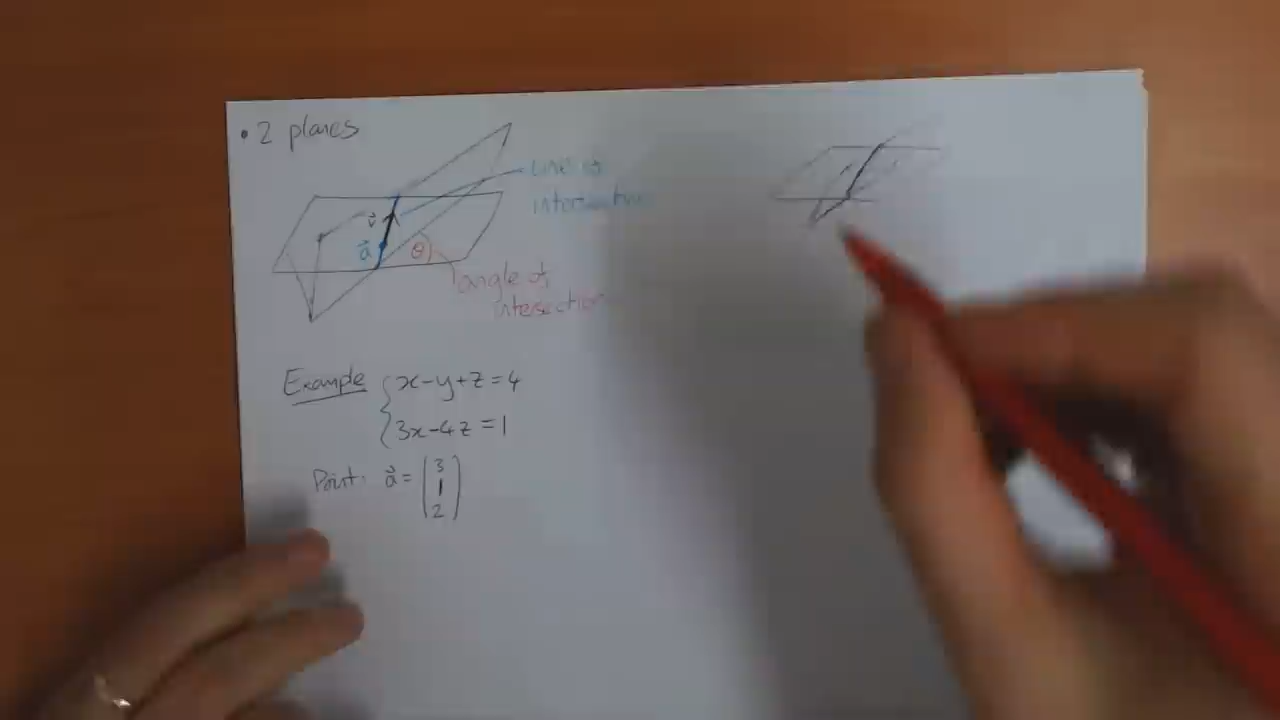 • 2 planes
line of
intersection
v
a
θ
angle of
intersection
Example { x-y+z=4
3x-4z=1
Point: a⃗ = (3
1
2)